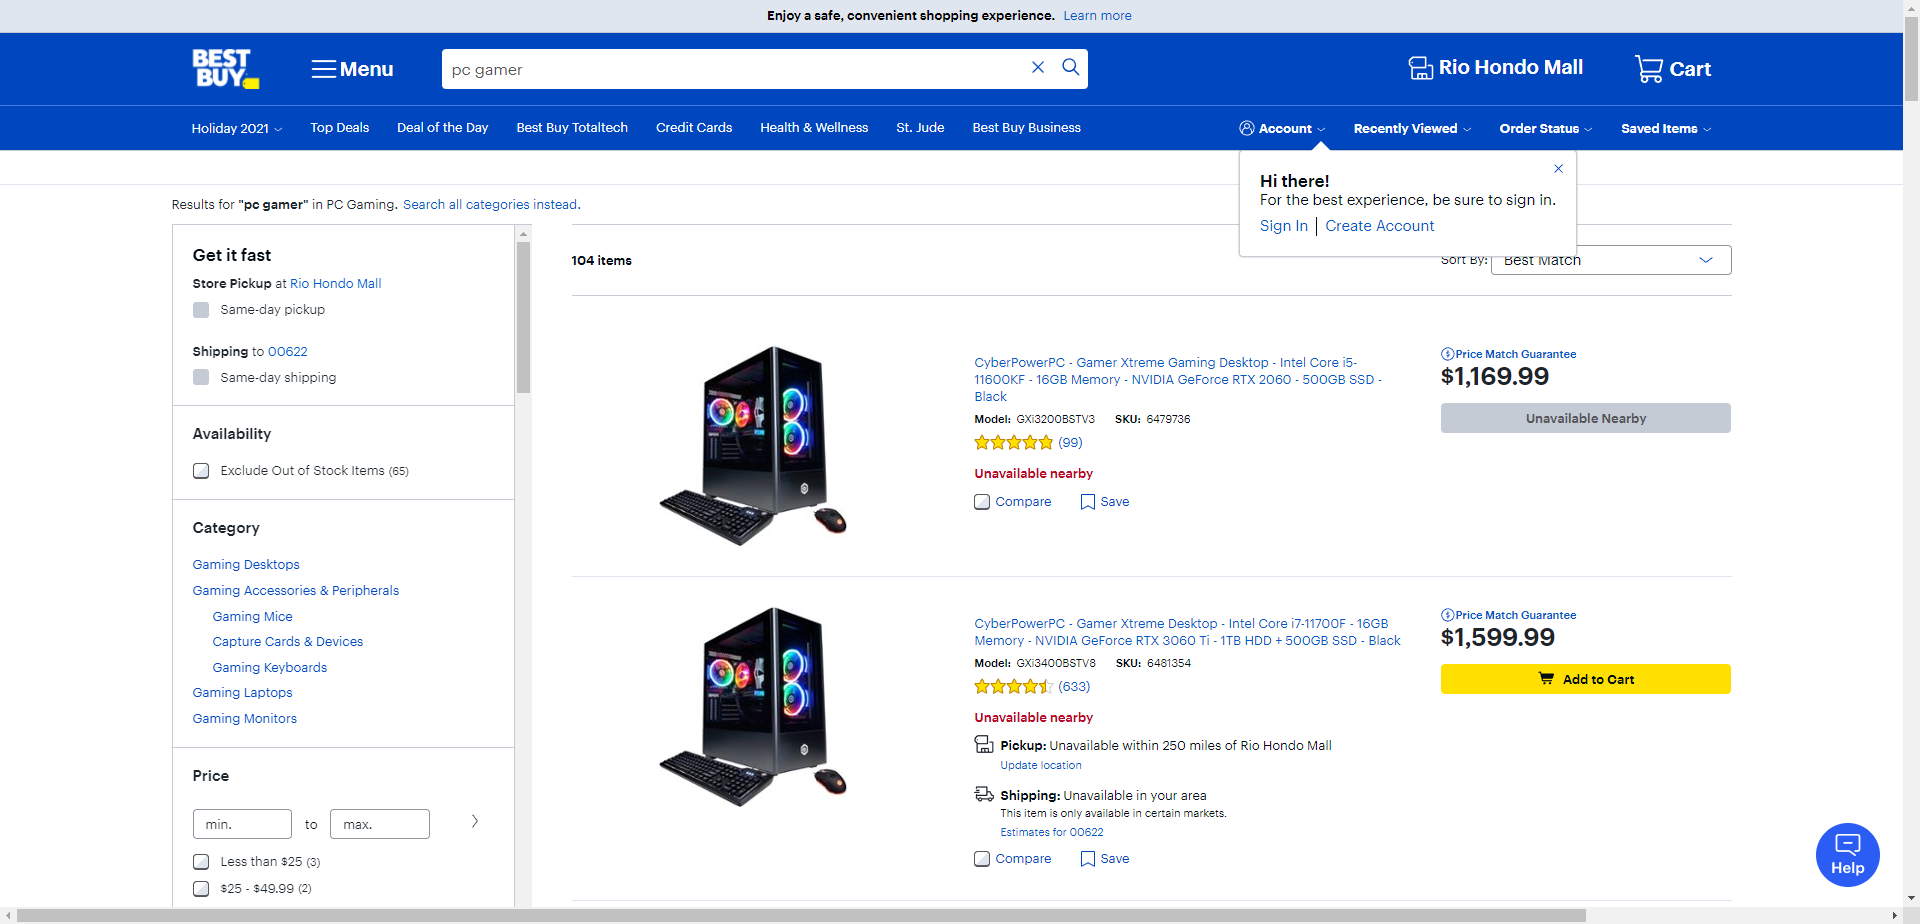 Enjoy a safe, convenient shopping experience. Learn more
BEST BUY
Menu
pc gamer
Rio Hondo Mall
Cart
Holiday 2021
Top Deals
Deal of the Day
Best Buy Totaltech
Credit Cards
Health & Wellness
St. Jude
Best Buy Business
Account
Recently Viewed
Order Status
Saved Items
Hi there!
For the best experience, be sure to sign in.
Sign In | Create Account
Results for "pc gamer" in PC Gaming. Search all categories instead.
Get it fast
Store Pickup at Rio Hondo Mall
Same-day pickup
Shipping to 00622
Same-day shipping
Availability
Exclude Out of Stock Items (65)
Category
Gaming Desktops
Gaming Accessories & Peripherals
Gaming Mice
Capture Cards & Devices
Gaming Keyboards
Gaming Laptops
Gaming Monitors
Price
min. to max.
Less than $25 (3)
$25 - $49.99 (2)
104 items
Sort By: Best Match
CyberPowerPC - Gamer Xtreme Gaming Desktop - Intel Core i5-
11600KF - 16GB Memory - NVIDIA GeForce RTX 2060 - 500GB SSD -
Black
Model: GXi3200BSTV3 SKU: 6479736
(99)
Unavailable nearby
Compare Save
Price Match Guarantee
$1,169.99
Unavailable Nearby
CyberPowerPC - Gamer Xtreme Desktop - Intel Core i7-11700F - 16GB
Memory - NVIDIA GeForce RTX 3060 Ti - 1TB HDD + 500GB SSD - Black
Model: GXi3400BSTV8 SKU: 6481354
(633)
Unavailable nearby
Pickup: Unavailable within 250 miles of Rio Hondo Mall
Update location
Shipping: Unavailable in your area
This item is only available in certain markets.
Estimates for 00622
Compare Save
Price Match Guarantee
$1,599.99
Add to Cart
Help